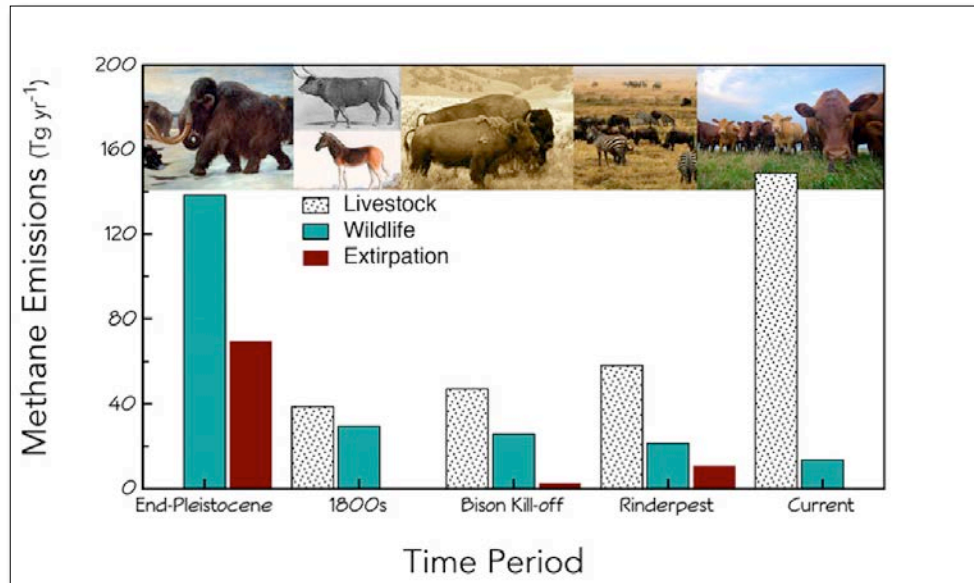 Methane Emissions (Tg yr⁻¹)
200
160
120
80
40
0
Livestock
Wildlife
Extirpation
End-Pleistocene
1800s
Bison Kill-off
Rinderpest
Current
Time Period